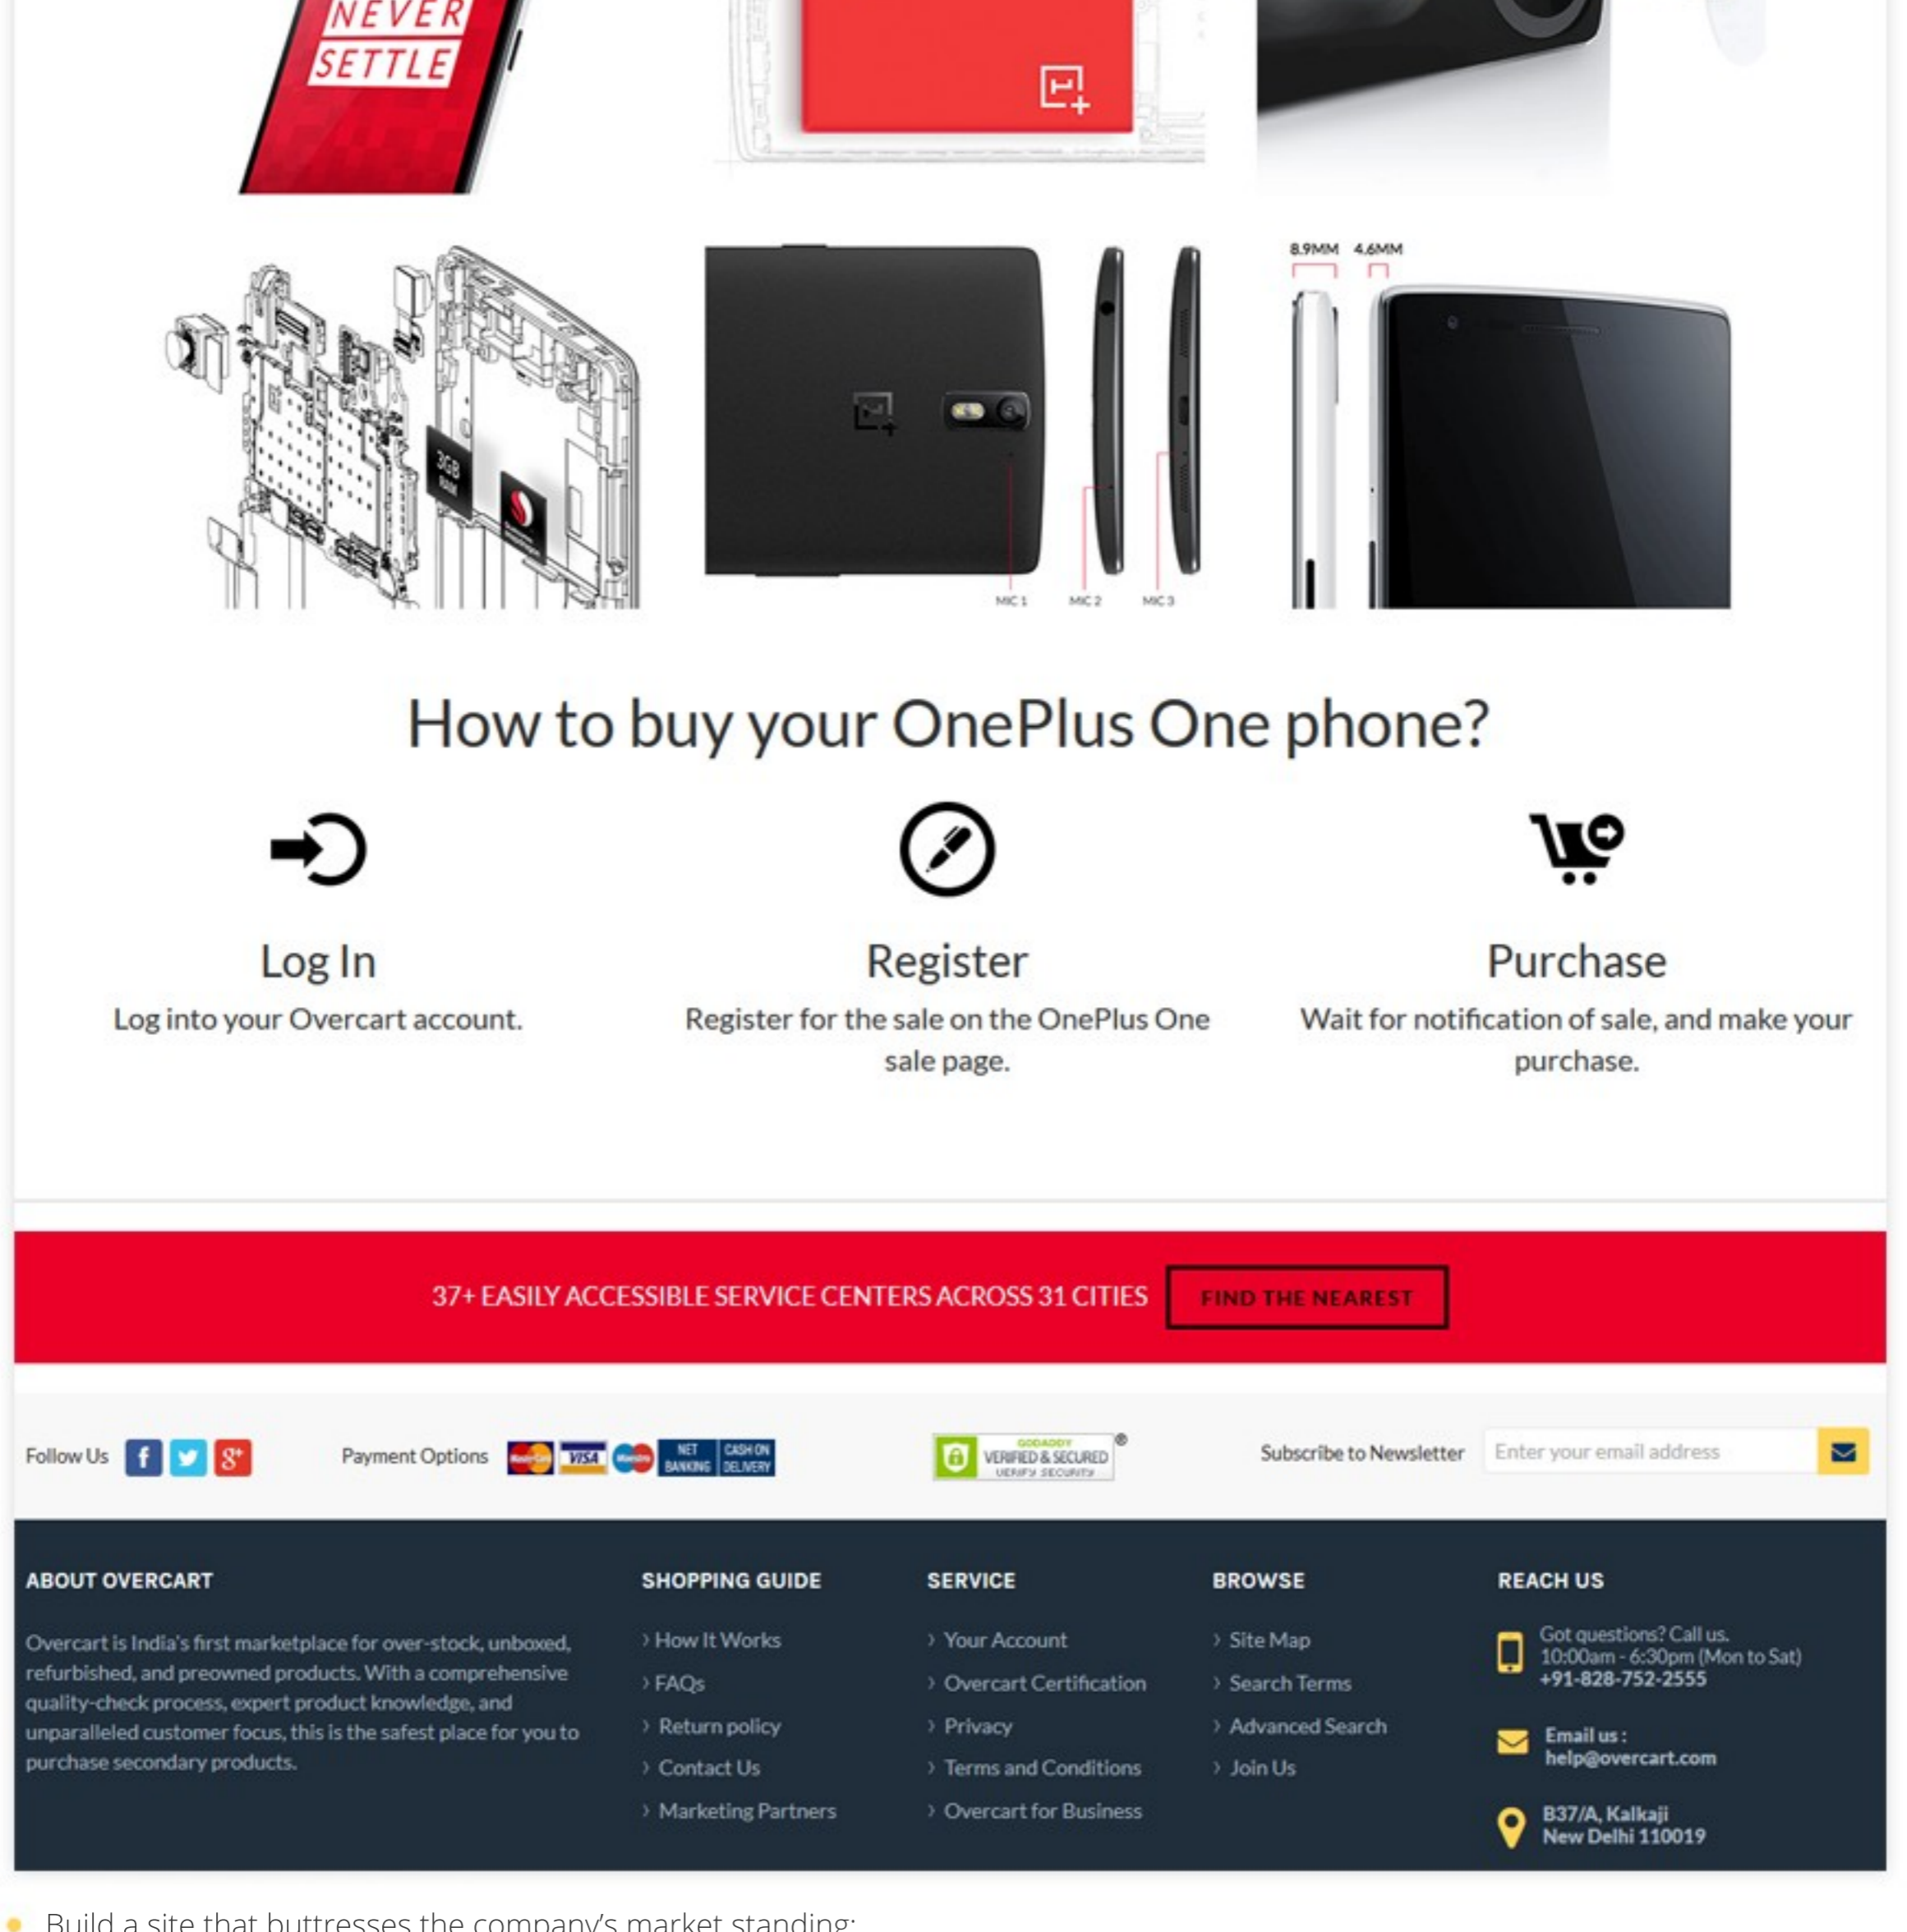 NEVER
SETTLE
8.9MM 4.6MM
3GB
RAM
MIC 1 MIC 2 MIC 3
How to buy your OnePlus One phone?
Log In
Log into your Overcart account.
Register
Register for the sale on the OnePlus One
sale page.
Purchase
Wait for notification of sale, and make your
purchase.
37+ EASILY ACCESSIBLE SERVICE CENTERS ACROSS 31 CITIES FIND THE NEAREST
Follow Us f g+ Payment Options MasterCard VISA Maestro NET BANKING CASH ON DELIVERY
GODADDY
VERIFIED & SECURED
VERIFY SECURITY
®
Subscribe to Newsletter Enter your email address
ABOUT OVERCART
Overcart is India's first marketplace for over-stock, unboxed,
refurbished, and preowned products. With a comprehensive
quality-check process, expert product knowledge, and
unparalleled customer focus, this is the safest place for you to
purchase secondary products.
SHOPPING GUIDE
› How It Works
› FAQs
› Return policy
› Contact Us
› Marketing Partners
SERVICE
› Your Account
› Overcart Certification
› Privacy
› Terms and Conditions
› Overcart for Business
BROWSE
› Site Map
› Search Terms
› Advanced Search
› Join Us
REACH US
Got questions? Call us.
10:00am - 6:30pm (Mon to Sat)
+91-828-752-2555
Email us :
help@overcart.com
B37/A, Kalkaji
New Delhi 110019
Build a site that buttresses the company's market standing;